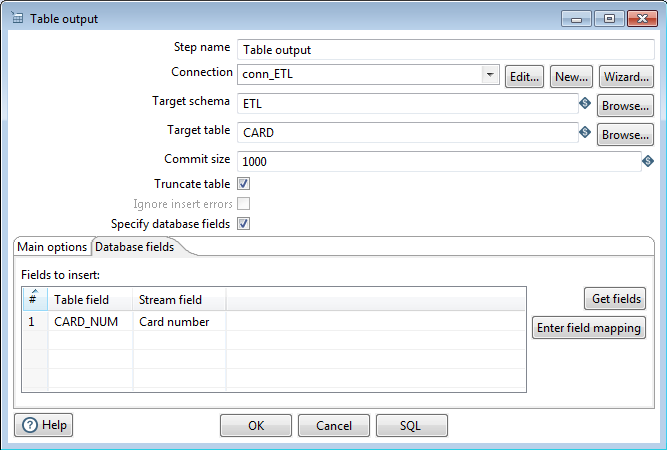 Table output
Step name Table output
Connection conn_ETL Edit... New... Wizard...
Target schema ETL $ Browse...
Target table CARD $ Browse...
Commit size 1000 $
Truncate table
Ignore insert errors
Specify database fields
Main options Database fields
Fields to insert:
# Table field Stream field Get fields
1 CARD_NUM Card number Enter field mapping
? Help OK Cancel SQL